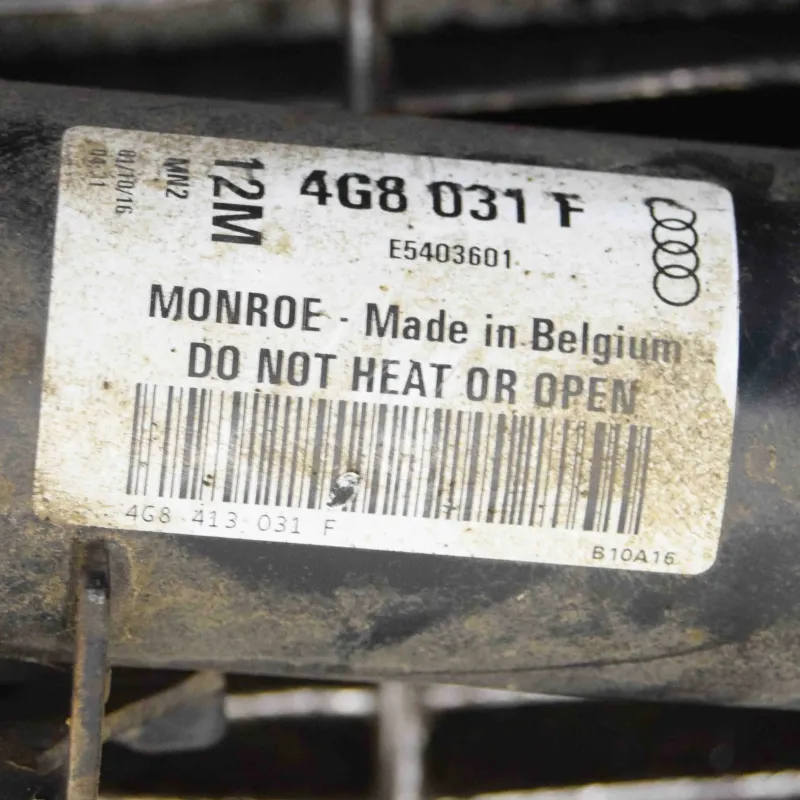 4G8 031 F
E5403601
MONROE - Made in Belgium
DO NOT HEAT OR OPEN
4G8 413 031 F
B10A16
12M
MN2
01/10/16
04:11